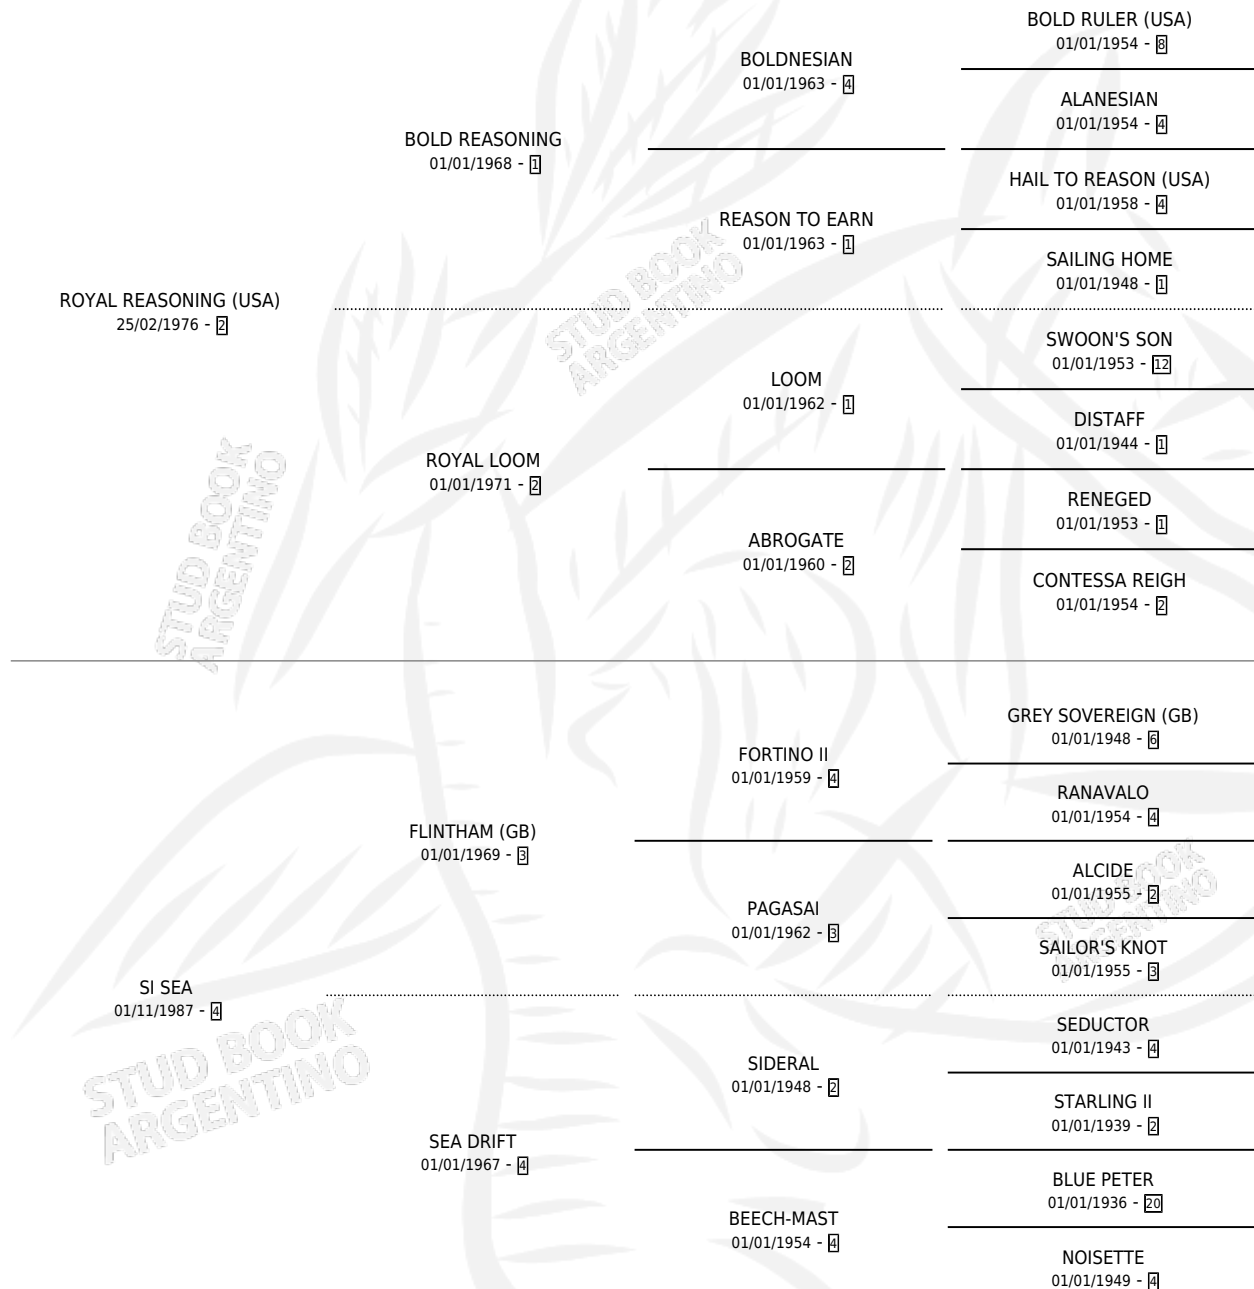 BOLD RULER (USA)
01/01/1954 - 8
BOLDNESIAN
01/01/1963 - 4
ALANESIAN
01/01/1954 - 4
BOLD REASONING
01/01/1968 - 1
HAIL TO REASON (USA)
01/01/1958 - 4
REASON TO EARN
01/01/1963 - 1
SAILING HOME
01/01/1948 - 1
ROYAL REASONING (USA)
25/02/1976 - 2
STUD BOOK
ARGENTINO
SWOON'S SON
01/01/1953 - 12
LOOM
01/01/1962 - 1
DISTAFF
01/01/1944 - 1
ROYAL LOOM
01/01/1971 - 2
RENEGED
01/01/1953 - 1
ABROGATE
01/01/1960 - 2
CONTESSA REIGH
01/01/1954 - 2
STUD BOOK
ARGENTINO
GREY SOVEREIGN (GB)
01/01/1948 - 6
FORTINO II
01/01/1959 - 4
RANAVALO
01/01/1954 - 4
FLINTHAM (GB)
01/01/1969 - 3
ALCIDE
01/01/1955 - 2
PAGASAI
01/01/1962 - 3
STUD BOOK
ARGENTINO
SAILOR'S KNOT
01/01/1955 - 3
SI SEA
01/11/1987 - 4
SEDUCTOR
01/01/1943 - 4
SIDERAL
01/01/1948 - 2
STARLING II
01/01/1939 - 2
STUD BOOK
ARGENTINO
SEA DRIFT
01/01/1967 - 4
BLUE PETER
01/01/1936 - 20
BEECH-MAST
01/01/1954 - 4
NOISETTE
01/01/1949 - 4